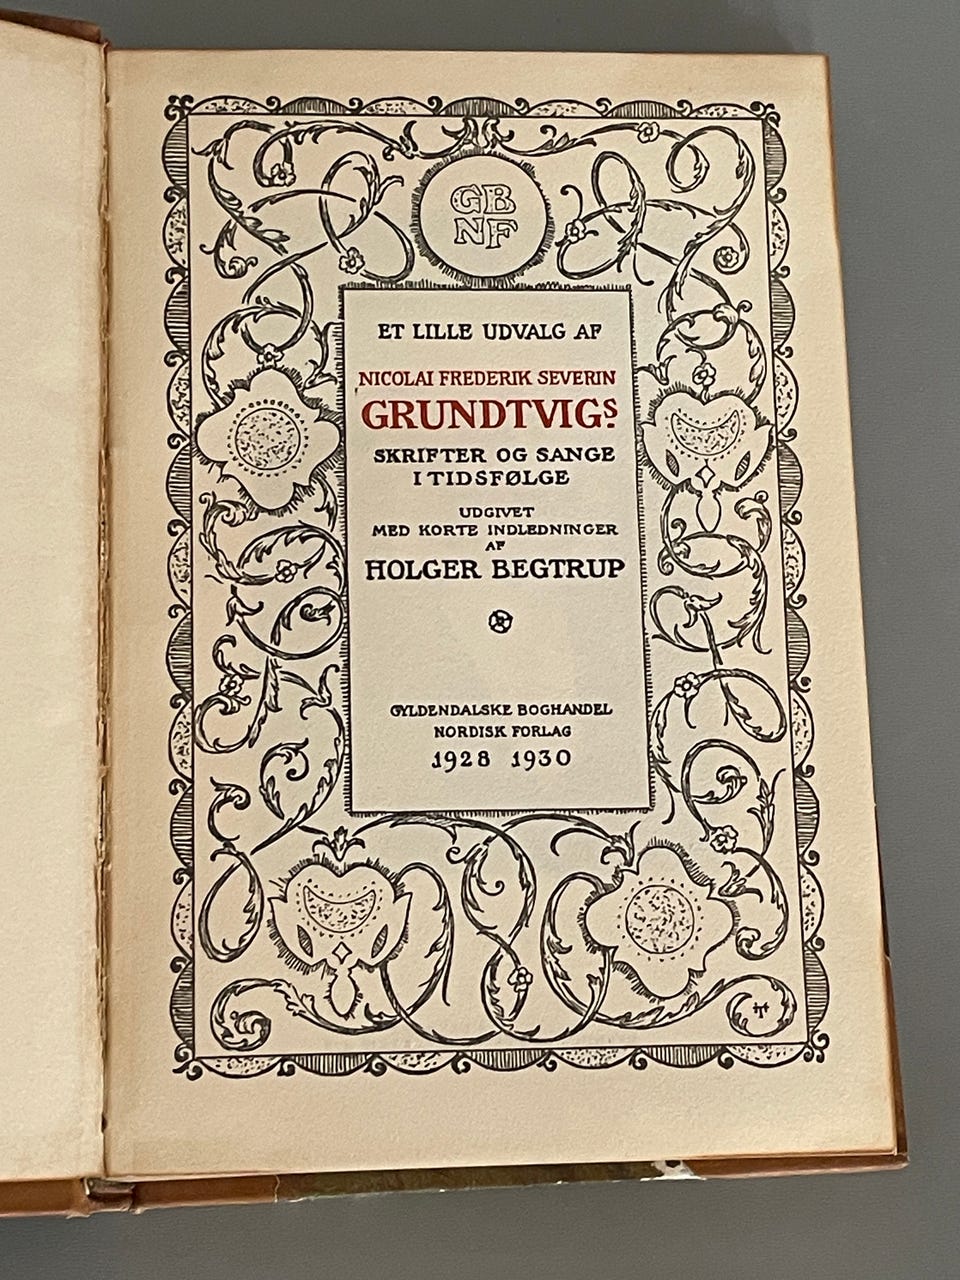 GB
NF
ET LILLE UDVALG AF
NICOLAI FREDERIK SEVERIN
GRUNDTVIGS
SKRIFTER OG SANGE
I TIDSFØLGE
UDGIVET
MED KORTE INDLEDNINGER
AF
HOLGER BEGTRUP
GYLDENDALSKE BOGHANDEL
NORDISK FORLAG
1928 1930